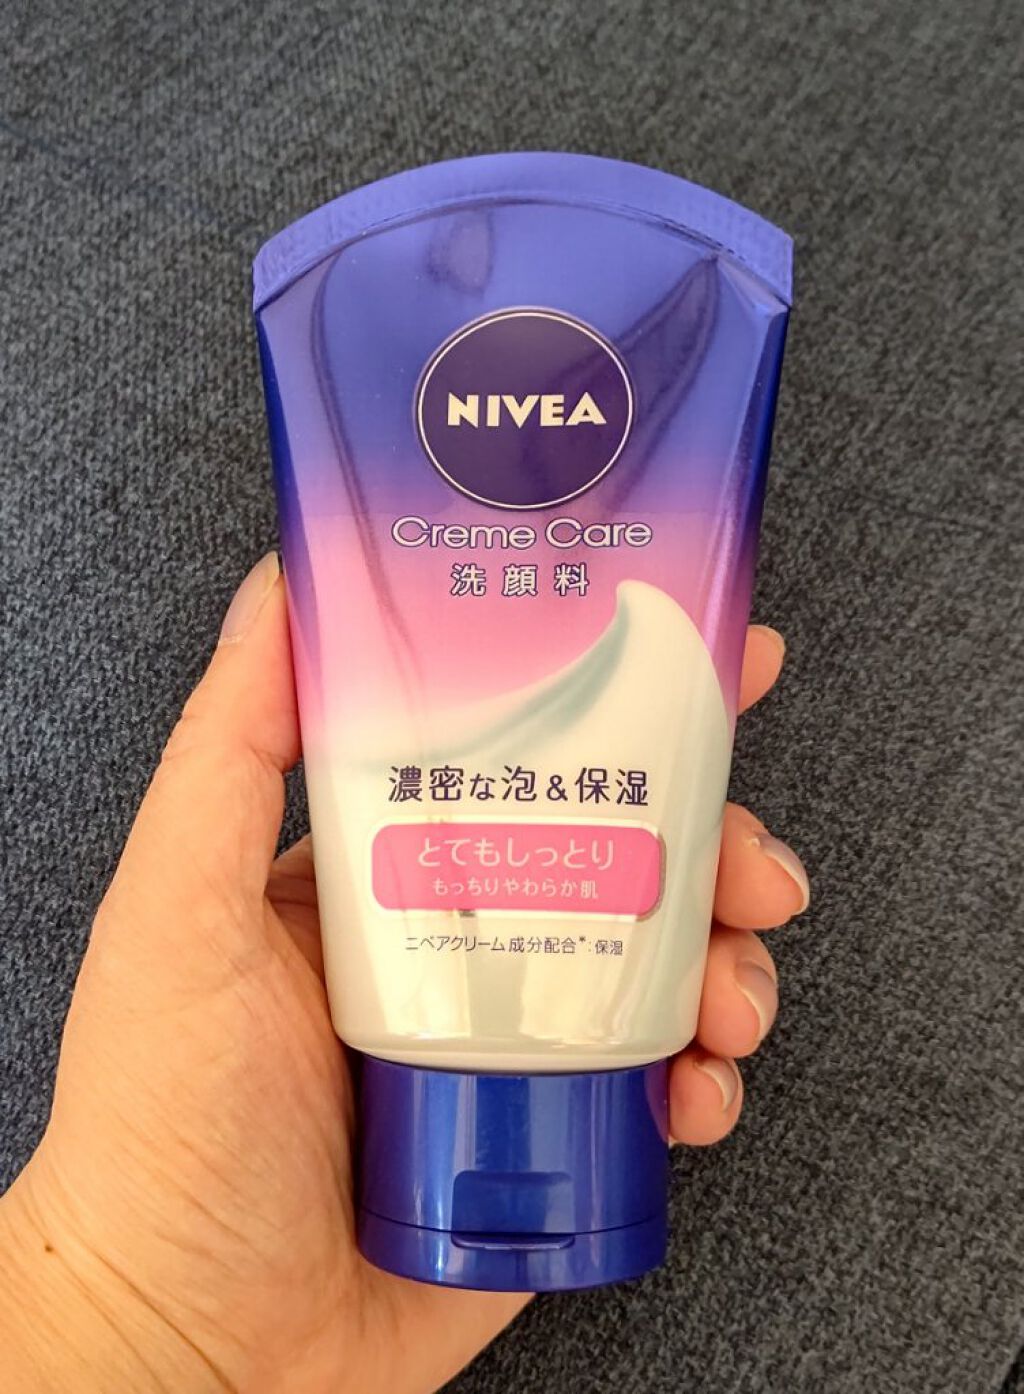 NIVEA
Creme Care
洗顔料
濃密な泡&保湿
とてもしっとり
もっちりやわらか肌
ニベアクリーム成分配合*:保湿